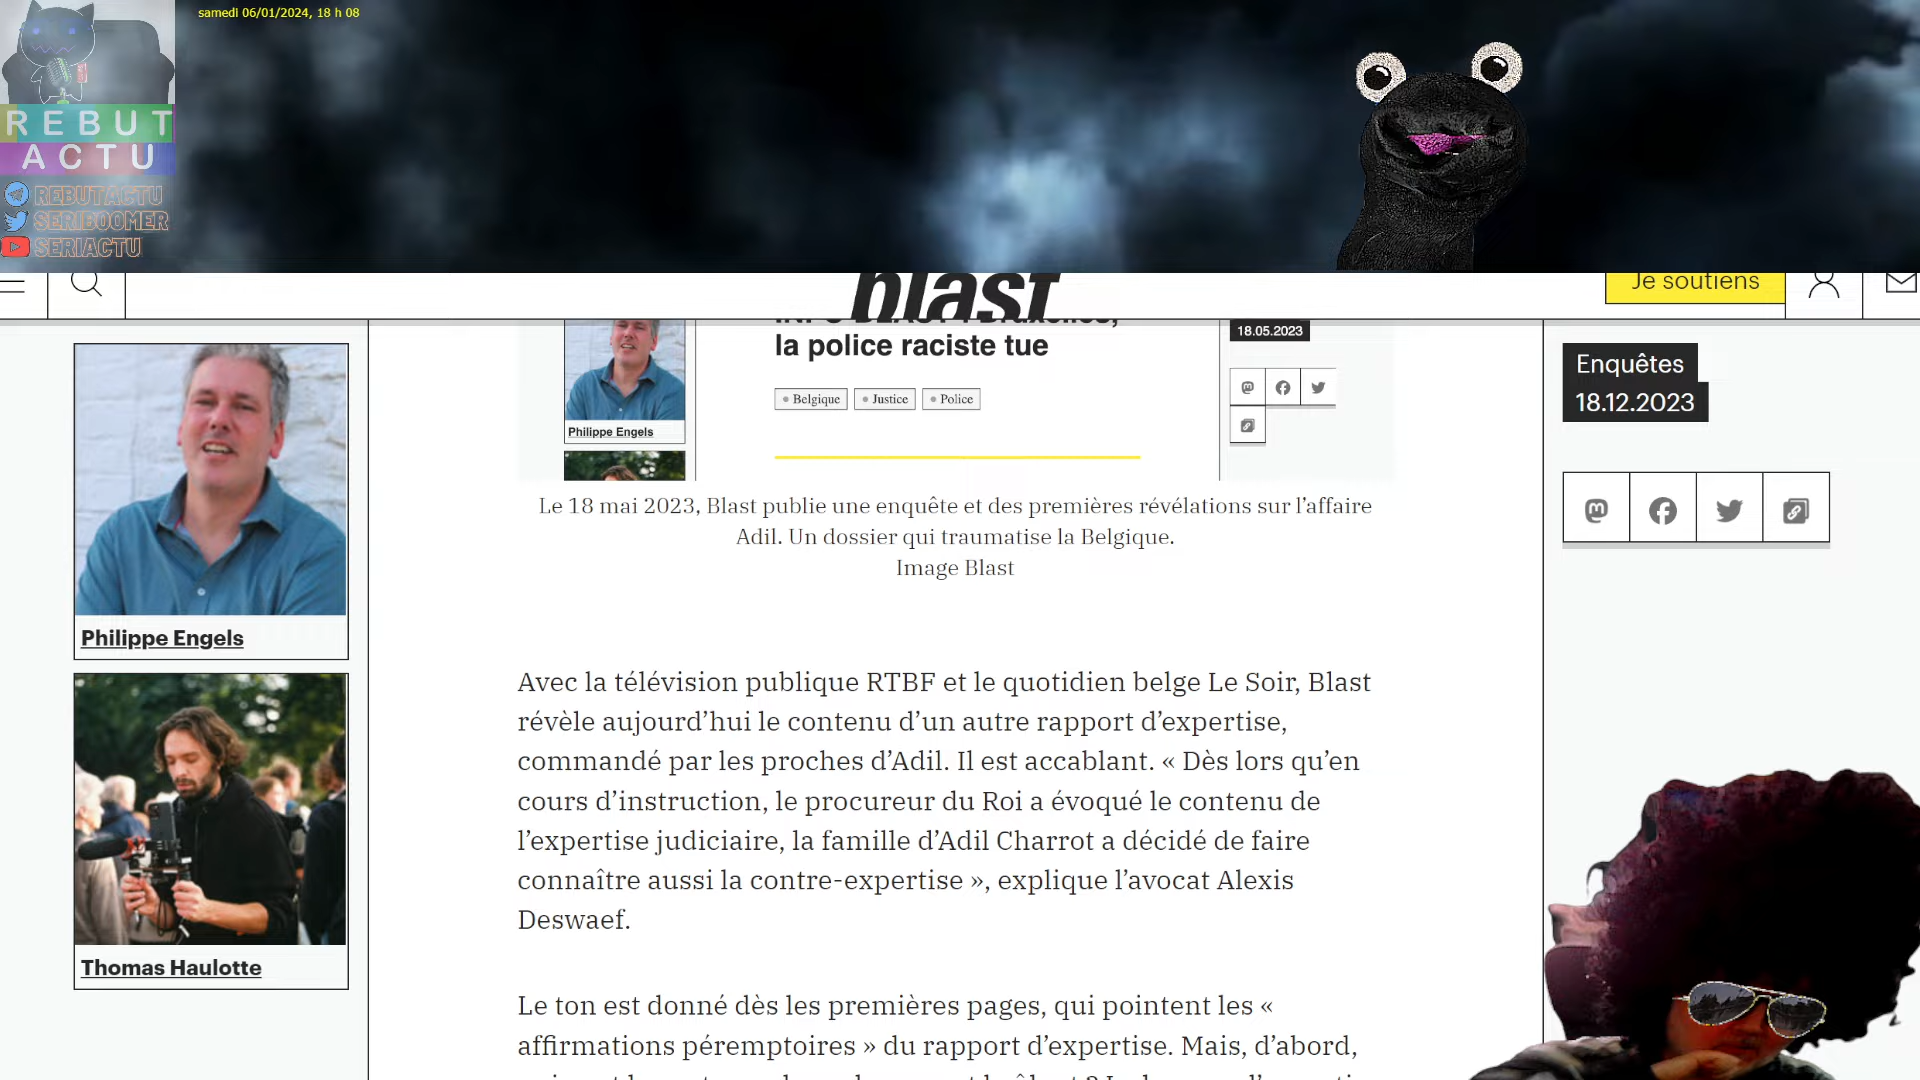 samedi 06/01/2024, 18 h 08
REBUT
ACTU
REBUTACTU
SERIBOOMER
SERIACTU
blast
Je soutiens
la police raciste tue
Belgique
Justice
Police
Philippe Engels
18.05.2023
Le 18 mai 2023, Blast publie une enquête et des premières révélations sur l’affaire
Adil. Un dossier qui traumatise la Belgique.
Image Blast
Philippe Engels
Thomas Haulotte
Enquêtes
18.12.2023
Avec la télévision publique RTBF et le quotidien belge Le Soir, Blast
révèle aujourd’hui le contenu d’un autre rapport d’expertise,
commandé par les proches d’Adil. Il est accablant. « Dès lors qu’en
cours d’instruction, le procureur du Roi a évoqué le contenu de
l’expertise judiciaire, la famille d’Adil Charrot a décidé de faire
connaître aussi la contre-expertise », explique l’avocat Alexis
Deswaef.
Le ton est donné dès les premières pages, qui pointent les «
affirmations péremptoires » du rapport d’expertise. Mais, d’abord,